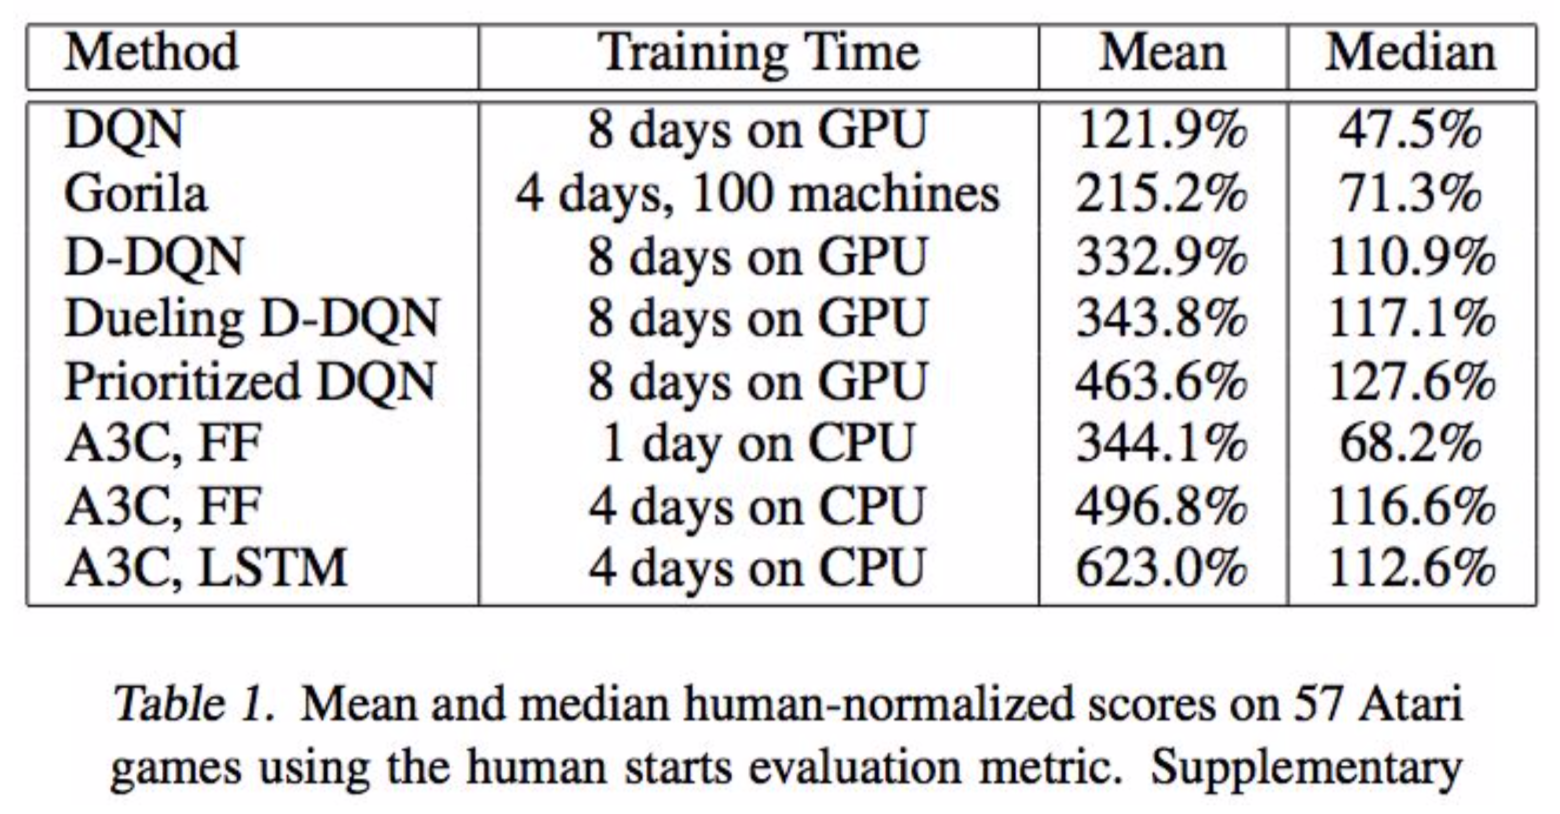 Method Training Time Mean Median
DQN 8 days on GPU 121.9% 47.5%
Gorila 4 days, 100 machines 215.2% 71.3%
D-DQN 8 days on GPU 332.9% 110.9%
Dueling D-DQN 8 days on GPU 343.8% 117.1%
Prioritized DQN 8 days on GPU 463.6% 127.6%
A3C, FF 1 day on CPU 344.1% 68.2%
A3C, FF 4 days on CPU 496.8% 116.6%
A3C, LSTM 4 days on CPU 623.0% 112.6%
Table 1. Mean and median human-normalized scores on 57 Atari
games using the human starts evaluation metric. Supplementary